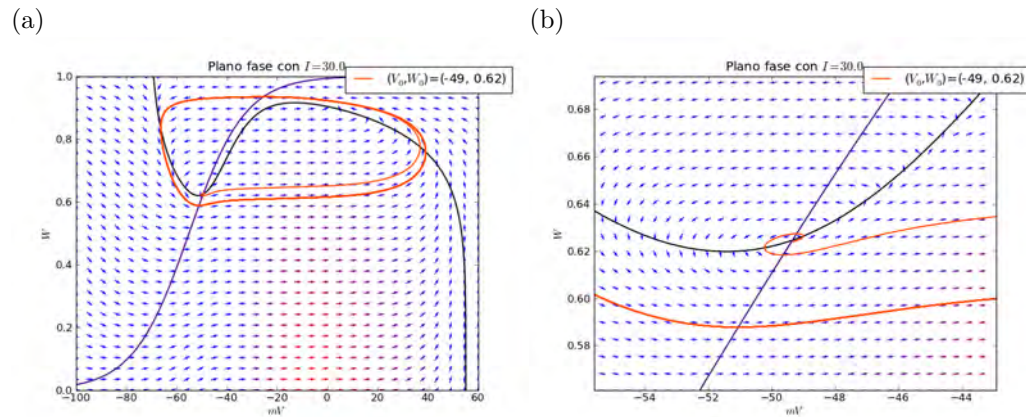 (a)
(b)
Plano fase con I=30.0
(V₀,W₀)=(-49, 0.62)
1.0
0.8
0.6
0.4
0.2
0.0
W
−100 −80 −60 −40 −20 0 20 40 60
mV
Plano fase con I=30.0
(V₀,W₀)=(-49, 0.62)
0.68
0.66
0.64
0.62
0.60
0.58
W
−54 −52 −50 −48 −46 −44
mV